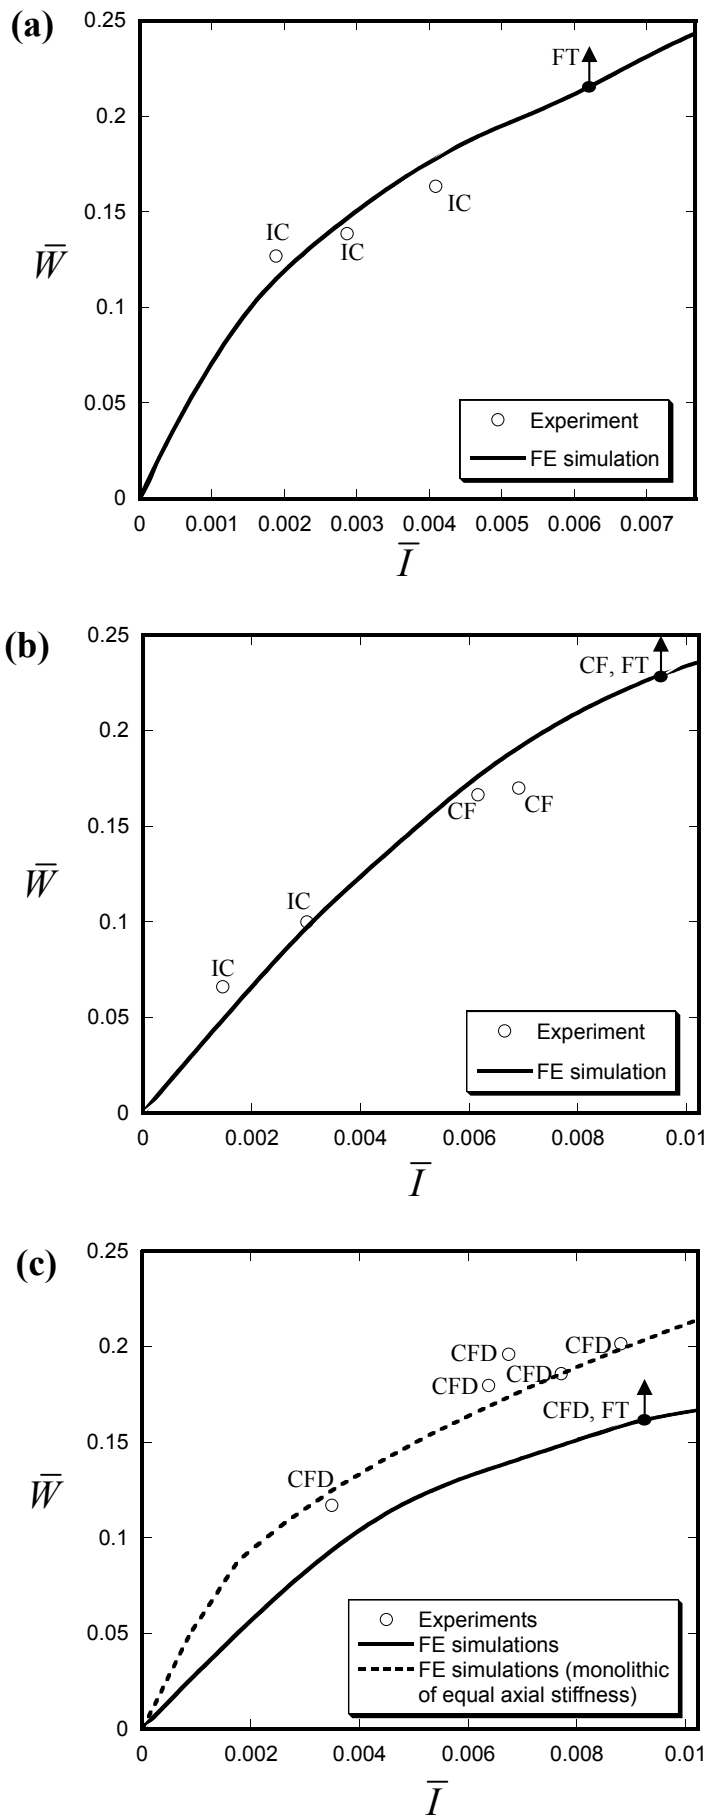 (a)
0.25
0.2
0.15
0.1
0.05
0
W̅
FT
IC
IC
IC
Experiment
FE simulation
0 0.001 0.002 0.003 0.004 0.005 0.006 0.007
I̅
(b)
0.25
0.2
0.15
0.1
0.05
0
W̅
CF, FT
CF
CF
IC
IC
Experiment
FE simulation
0 0.002 0.004 0.006 0.008 0.01
I̅
(c)
0.25
0.2
0.15
0.1
0.05
0
W̅
CFD
CFD
CFD
CFD
CFD, FT
CFD
Experiments
FE simulations
FE simulations (monolithic
of equal axial stiffness)
0 0.002 0.004 0.006 0.008 0.01
I̅